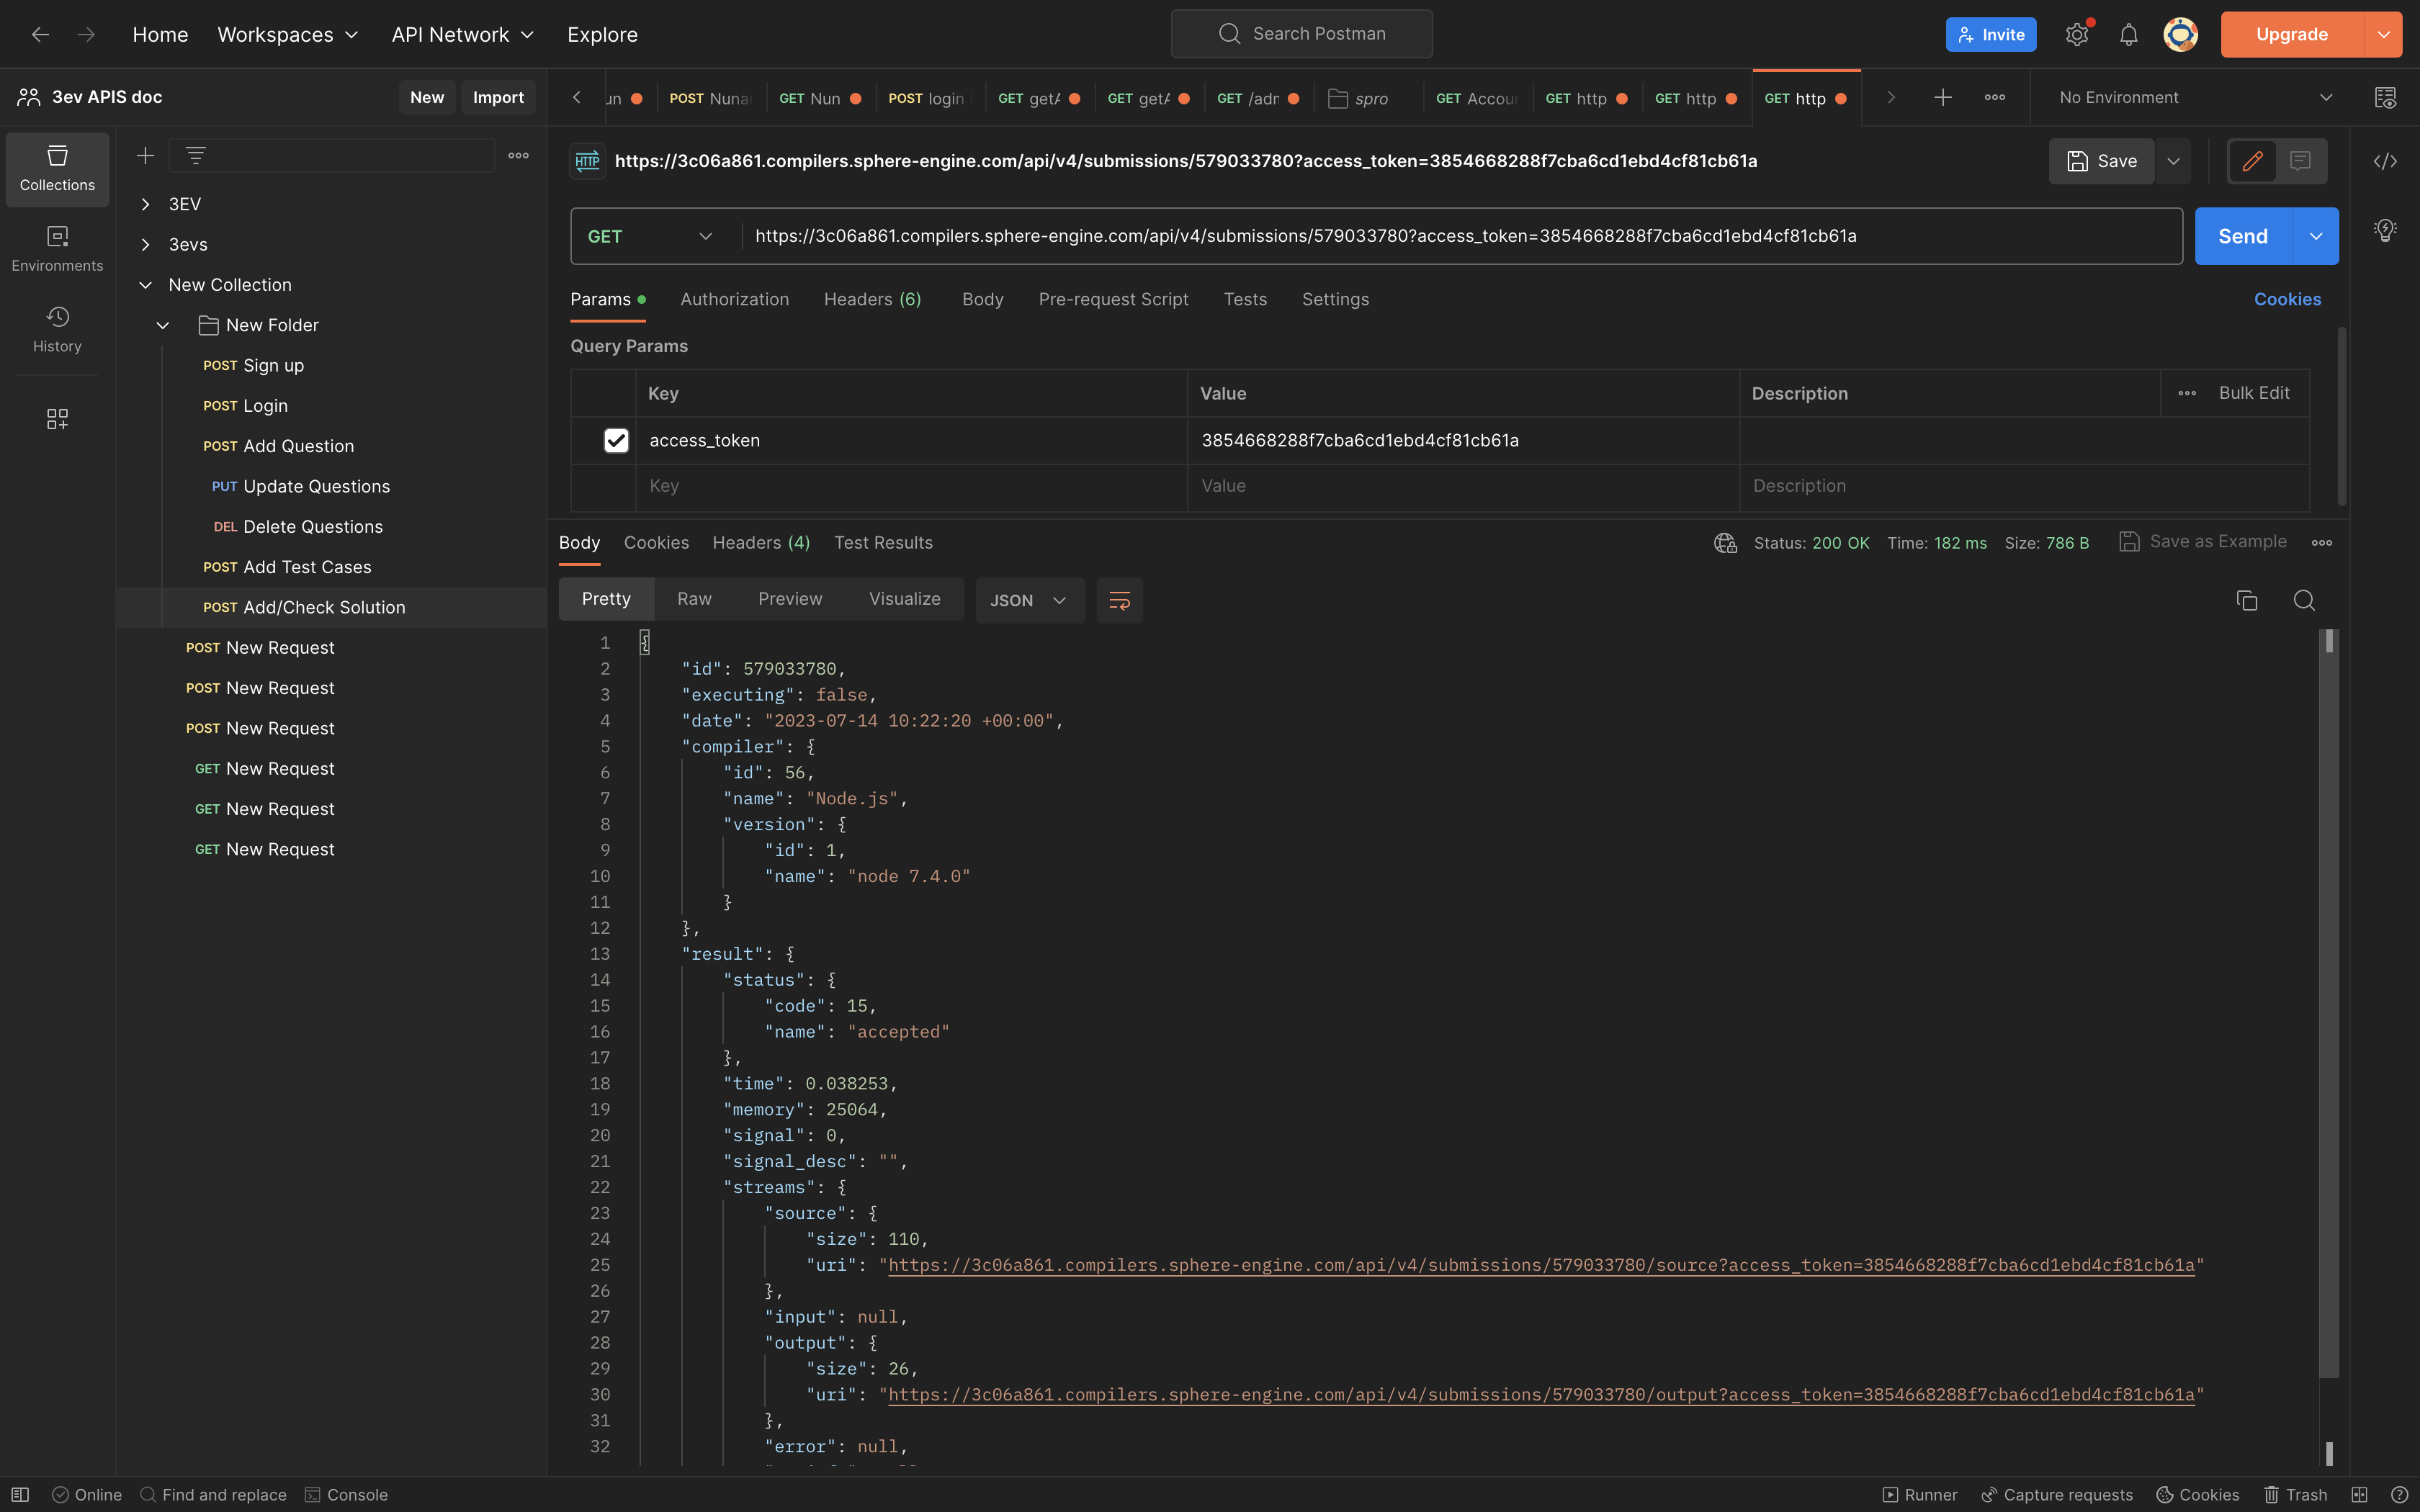 Home Workspaces API Network Explore Search Postman Invite Upgrade
3ev APIS doc New Import
un POST Nuna GET Nun POST login GET getA GET getA GET /adn spro GET Accou GET http GET http GET http No Environment
Collections
Environments
History
3EV
3evs
New Collection
New Folder
POST Sign up
POST Login
POST Add Question
PUT Update Questions
DEL Delete Questions
POST Add Test Cases
POST Add/Check Solution
POST New Request
POST New Request
POST New Request
GET New Request
GET New Request
GET New Request
HTTP https://3c06a861.compilers.sphere-engine.com/api/v4/submissions/579033780?access_token=3854668288f7cba6cd1ebd4cf81cb61a Save
GET https://3c06a861.compilers.sphere-engine.com/api/v4/submissions/579033780?access_token=3854668288f7cba6cd1ebd4cf81cb61a Send
Params Authorization Headers (6) Body Pre-request Script Tests Settings Cookies
Query Params
Key Value Description Bulk Edit
access_token 3854668288f7cba6cd1ebd4cf81cb61a
Key Value Description
Body Cookies Headers (4) Test Results Status: 200 OK Time: 182 ms Size: 786 B Save as Example
Pretty Raw Preview Visualize JSON
1 {
2 "id": 579033780,
3 "executing": false,
4 "date": "2023-07-14 10:22:20 +00:00",
5 "compiler": {
6 "id": 56,
7 "name": "Node.js",
8 "version": {
9 "id": 1,
10 "name": "node 7.4.0"
11 }
12 },
13 "result": {
14 "status": {
15 "code": 15,
16 "name": "accepted"
17 },
18 "time": 0.038253,
19 "memory": 25064,
20 "signal": 0,
21 "signal_desc": "",
22 "streams": {
23 "source": {
24 "size": 110,
25 "uri": "https://3c06a861.compilers.sphere-engine.com/api/v4/submissions/579033780/source?access_token=3854668288f7cba6cd1ebd4cf81cb61a"
26 },
27 "input": null,
28 "output": {
29 "size": 26,
30 "uri": "https://3c06a861.compilers.sphere-engine.com/api/v4/submissions/579033780/output?access_token=3854668288f7cba6cd1ebd4cf81cb61a"
31 },
32 "error": null,
Online Find and replace Console Runner Capture requests Cookies Trash